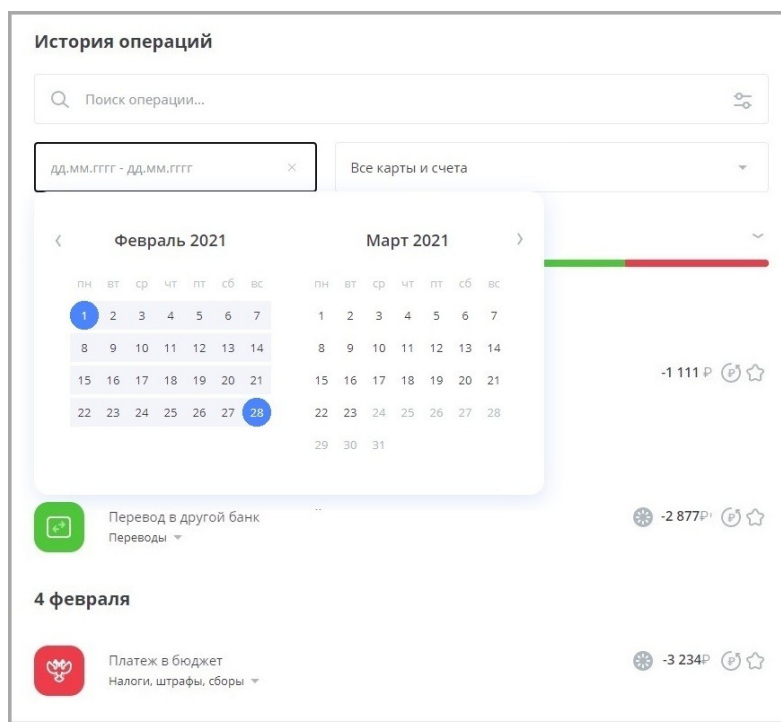 История операций
Поиск операции...
дд.мм.гггг - дд.мм.гггг
Все карты и счета
Февраль 2021
Март 2021
пн вт ср чт пт сб вс
пн вт ср чт пт сб вс
1 2 3 4 5 6 7
1 2 3 4 5 6 7
8 9 10 11 12 13 14
8 9 10 11 12 13 14
15 16 17 18 19 20 21
15 16 17 18 19 20 21
-1 111 ₽
22 23 24 25 26 27 28
22 23 24 25 26 27 28
29 30 31
Перевод в другой банк
-2 877₽
Переводы
4 февраля
Платеж в бюджет
-3 234₽
Налоги, штрафы, сборы